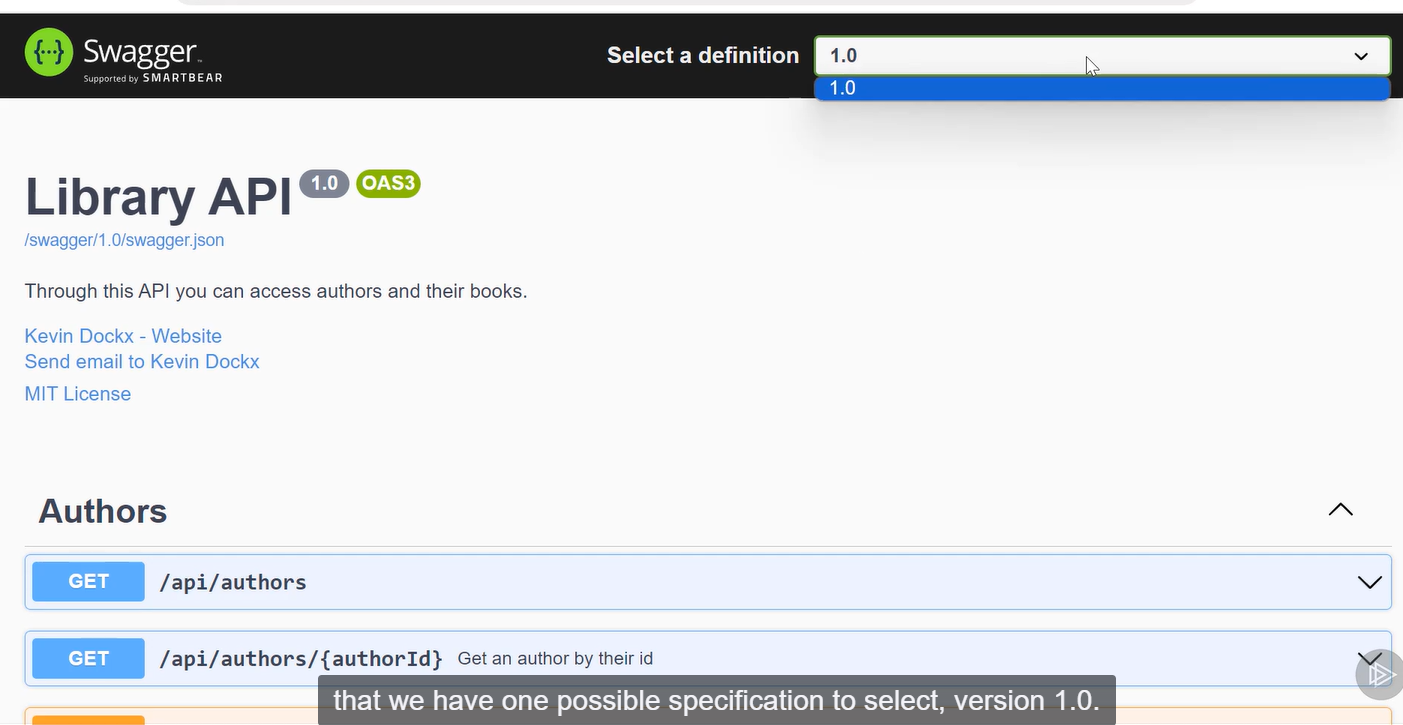 {...} Swagger™
Supported by SMARTBEAR
Select a definition
1.0
1.0
Library API 1.0 OAS3
/swagger/1.0/swagger.json
Through this API you can access authors and their books.
Kevin Dockx - Website
Send email to Kevin Dockx
MIT License
Authors
GET /api/authors
GET /api/authors/{authorId} Get an author by their id
that we have one possible specification to select, version 1.0.